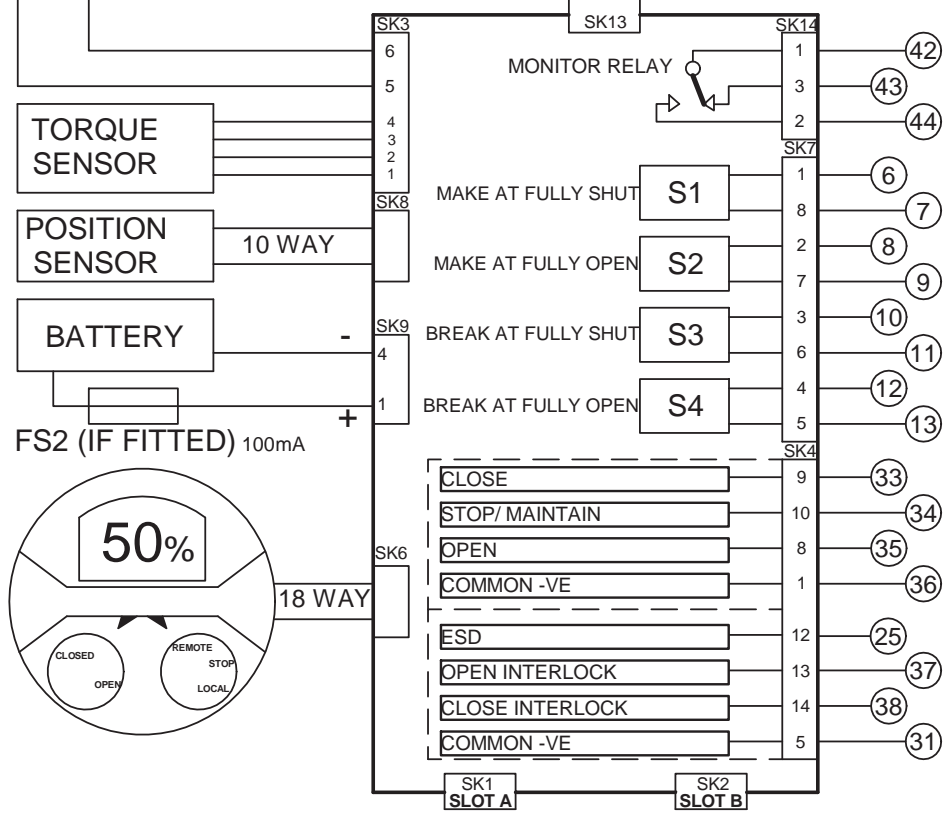 SK3
SK13
SK14
6
MONITOR RELAY
1
42
5
3
43
2
44
TORQUE
SENSOR
4
3
2
1
SK7
MAKE AT FULLY SHUT
S1
1
6
8
7
SK8
POSITION
SENSOR
10 WAY
MAKE AT FULLY OPEN
S2
2
8
7
9
SK9
BATTERY
-
4
BREAK AT FULLY SHUT
S3
3
10
6
11
1
+
BREAK AT FULLY OPEN
S4
4
12
5
13
FS2 (IF FITTED) 100mA
SK4
CLOSE
9
33
STOP/ MAINTAIN
10
34
50%
SK6
OPEN
8
35
18 WAY
COMMON -VE
1
36
ESD
12
25
CLOSED
OPEN
REMOTE
STOP
LOCAL
OPEN INTERLOCK
13
37
CLOSE INTERLOCK
14
38
COMMON -VE
5
31
SK1
SLOT A
SK2
SLOT B